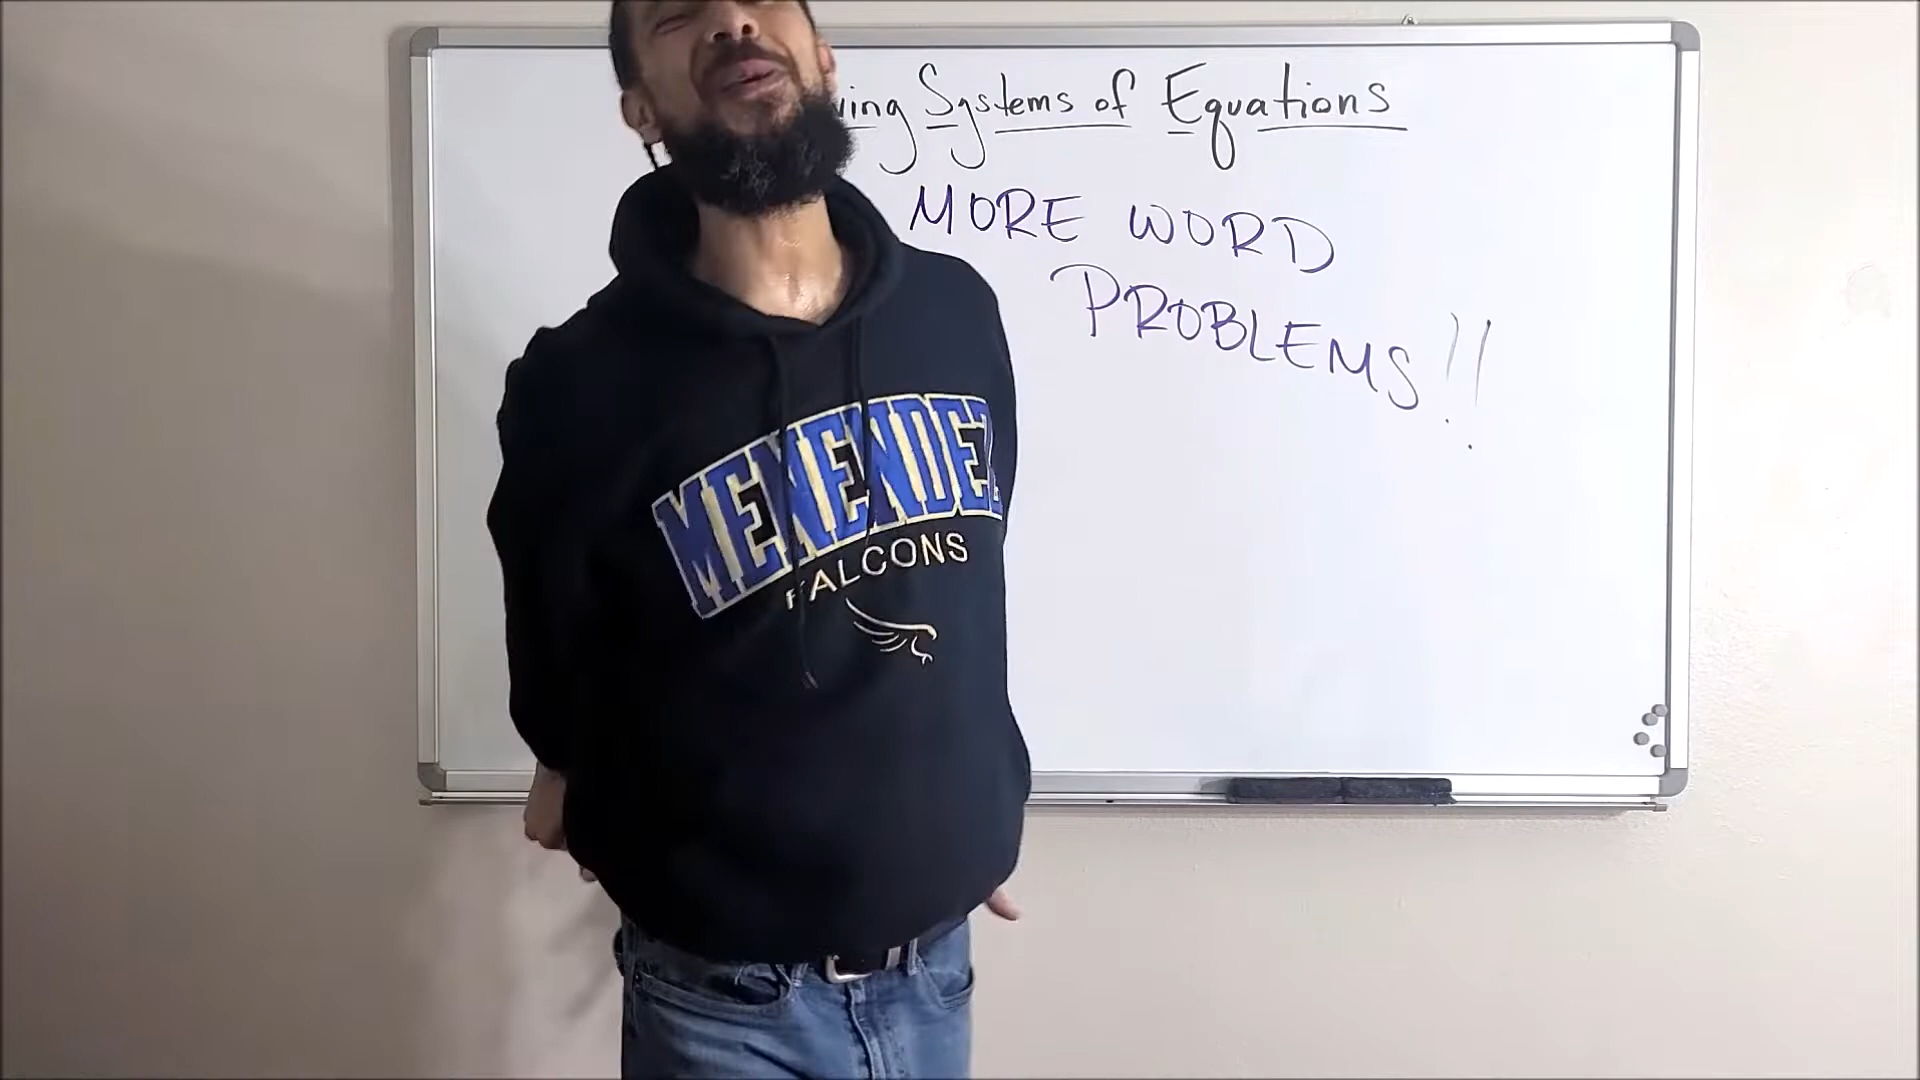 ving Systems of Equations
MORE WORD
PROBLEMS!!
MENENDEZ
FALCONS